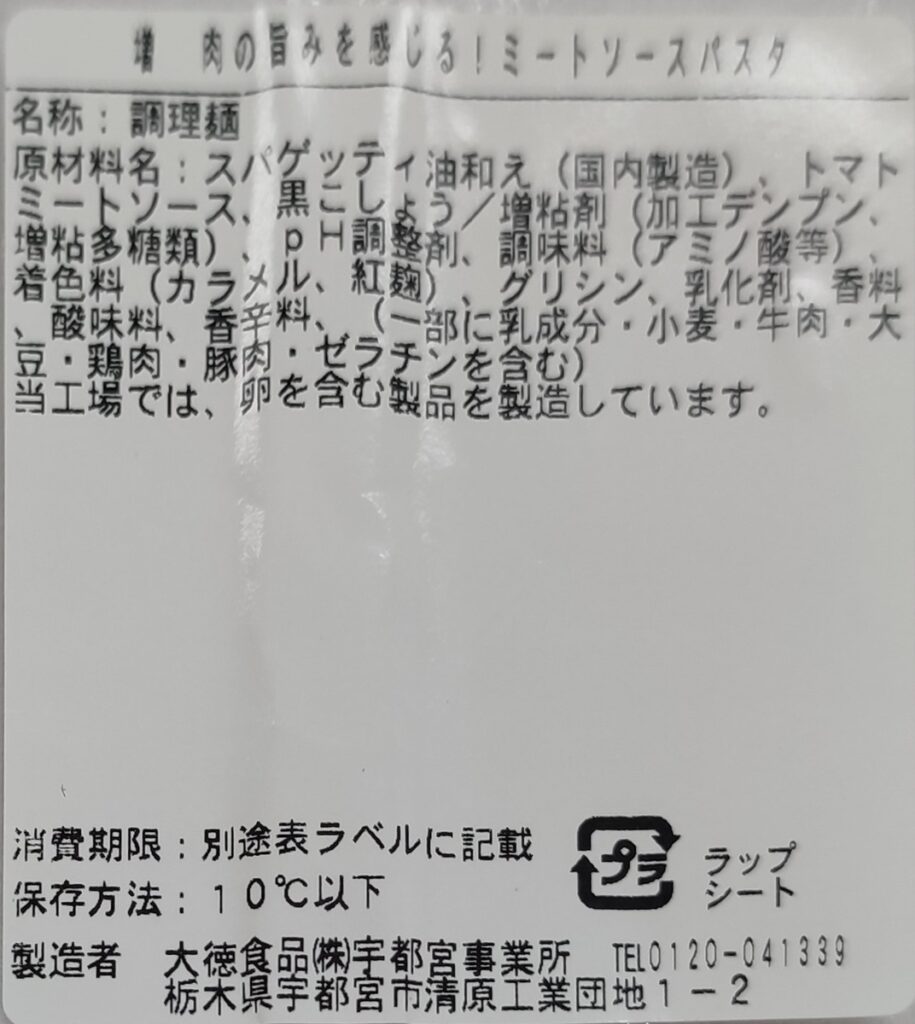 増　肉の旨みを感じる！ミートソースパスタ
名称：調理麺
原材料名：スパゲッティ油和え（国内製造）、トマト
ミートソース、黒こしょう／増粘剤（加工デンプン、
増粘多糖類）、ｐＨ調整剤、調味料（アミノ酸等）、
着色料（カラメル、紅麹）、グリシン、乳化剤、香料
、酸味料、香辛料、（一部に乳成分・小麦・牛肉・大
豆・鶏肉・豚肉・ゼラチンを含む）
当工場では、卵を含む製品を製造しています。
消費期限：別途表ラベルに記載
保存方法：１０℃以下
プラ
ラップ
シート
製造者　大徳食品㈱宇都宮事業所　TEL0120-041339
栃木県宇都宮市清原工業団地１－２